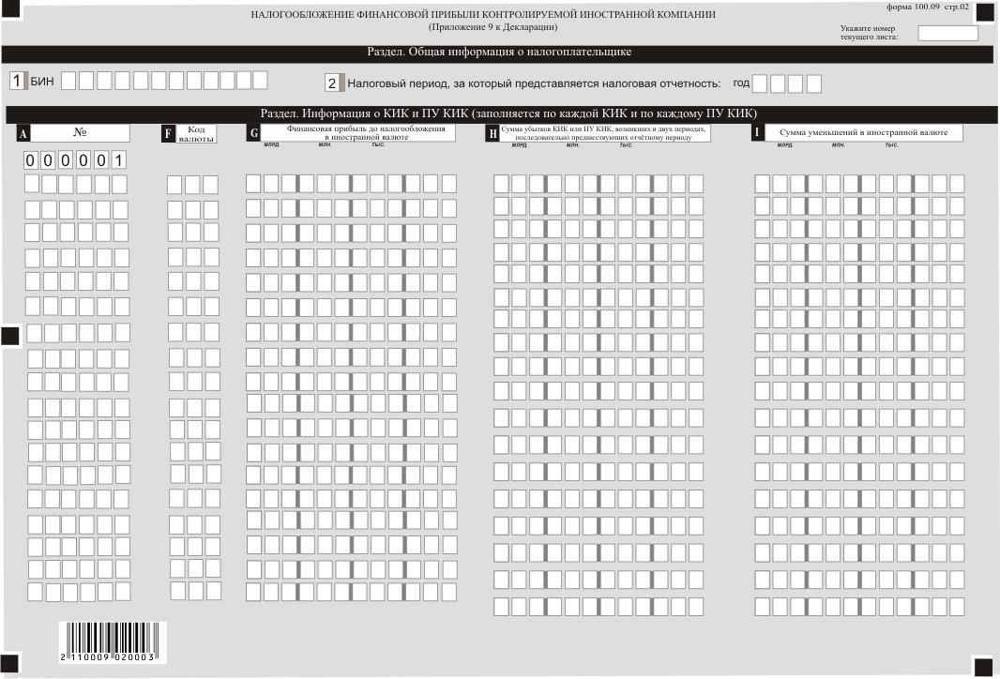 форма 100.09 стр.02
НАЛОГООБЛОЖЕНИЕ ФИНАНСОВОЙ ПРИБЫЛИ КОНТРОЛИРУЕМОЙ ИНОСТРАННОЙ КОМПАНИИ
(Приложение 9 к Декларации)
Укажите номер
текущего листа:
Раздел. Общая информация о налогоплательщике
1 БИН
2 Налоговый период, за который представляется налоговая отчетность: год
Раздел. Информация о КИК и ПУ КИК (заполняется по каждой КИК и по каждому ПУ КИК)
A №
F Код
валюты
G Финансовая прибыль до налогообложения
в иностранной валюте
млрд. млн. тыс.
H Сумма убытков КИК или ПУ КИК, возникших в двух периодах,
последовательно предшествующих отчётному периоду
млрд. млн. тыс.
I Сумма уменьшений в иностранной валюте
млрд. млн. тыс.
000001
2 110009 020003